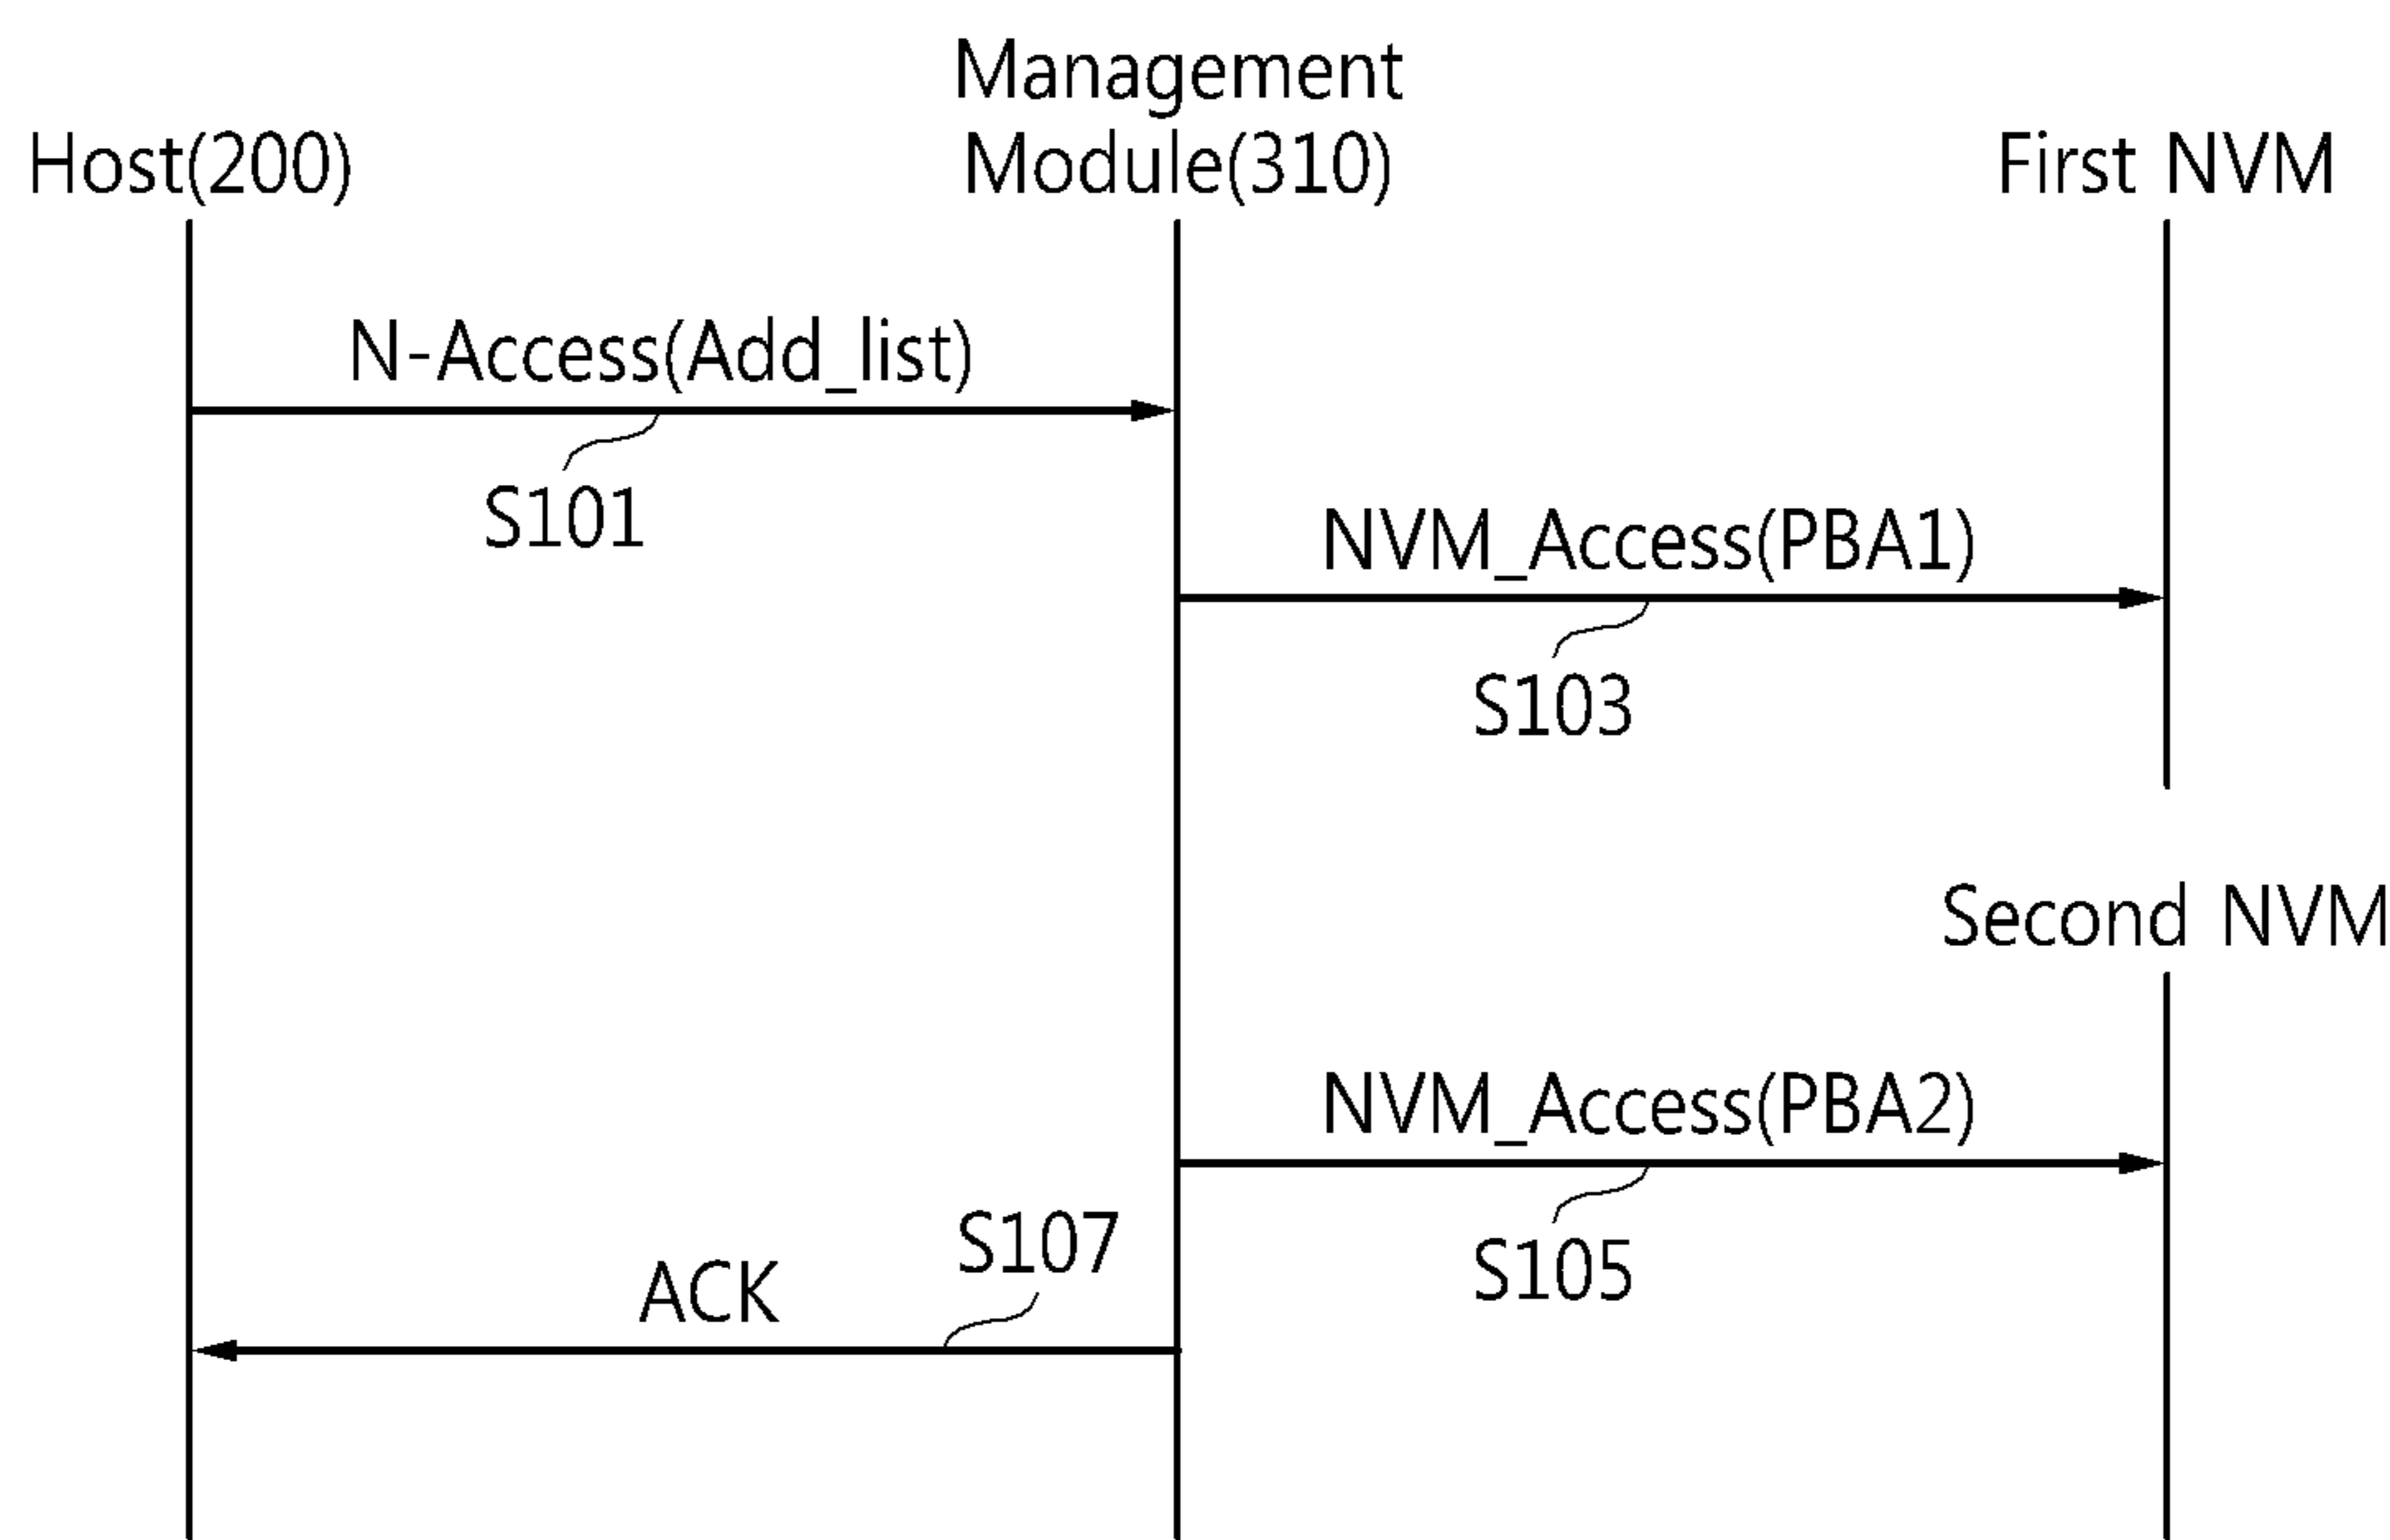 Management
Host(200)
Module(310)
First NVM
N-Access(Add_list)
S101
NVM_Access(PBA1)
S103
Second NVM
NVM_Access(PBA2)
S107
S105
ACK